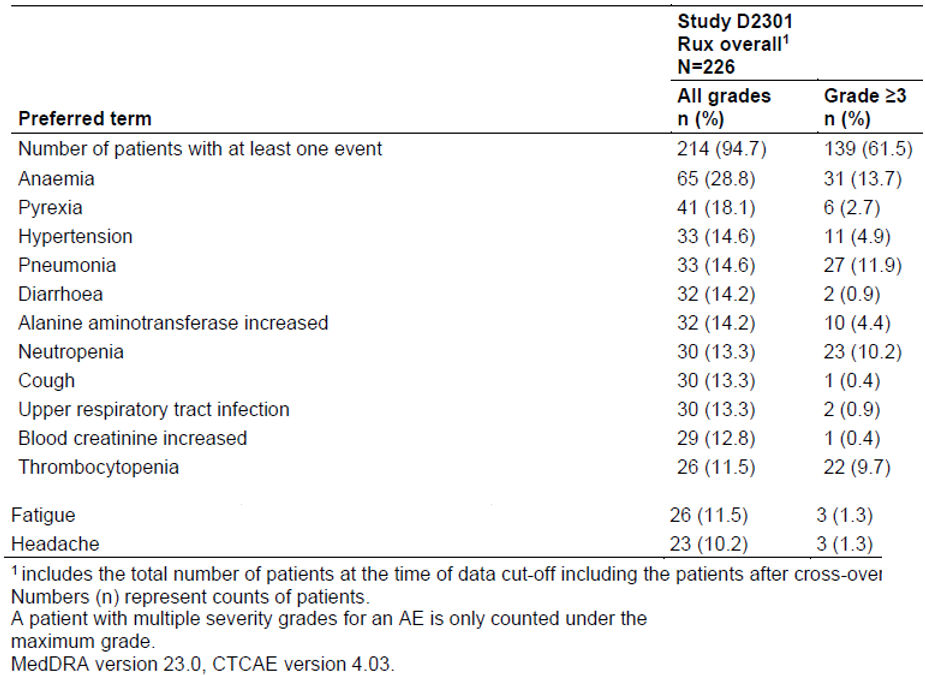 Study D2301
Rux overall1
N=226
All grades Grade ≥3
Preferred term n (%) n (%)
Number of patients with at least one event 214 (94.7) 139 (61.5)
Anaemia 65 (28.8) 31 (13.7)
Pyrexia 41 (18.1) 6 (2.7)
Hypertension 33 (14.6) 11 (4.9)
Pneumonia 33 (14.6) 27 (11.9)
Diarrhoea 32 (14.2) 2 (0.9)
Alanine aminotransferase increased 32 (14.2) 10 (4.4)
Neutropenia 30 (13.3) 23 (10.2)
Cough 30 (13.3) 1 (0.4)
Upper respiratory tract infection 30 (13.3) 2 (0.9)
Blood creatinine increased 29 (12.8) 1 (0.4)
Thrombocytopenia 26 (11.5) 22 (9.7)
Fatigue 26 (11.5) 3 (1.3)
Headache 23 (10.2) 3 (1.3)
1 includes the total number of patients at the time of data cut-off including the patients after cross-over
Numbers (n) represent counts of patients.
A patient with multiple severity grades for an AE is only counted under the
maximum grade.
MedDRA version 23.0, CTCAE version 4.03.